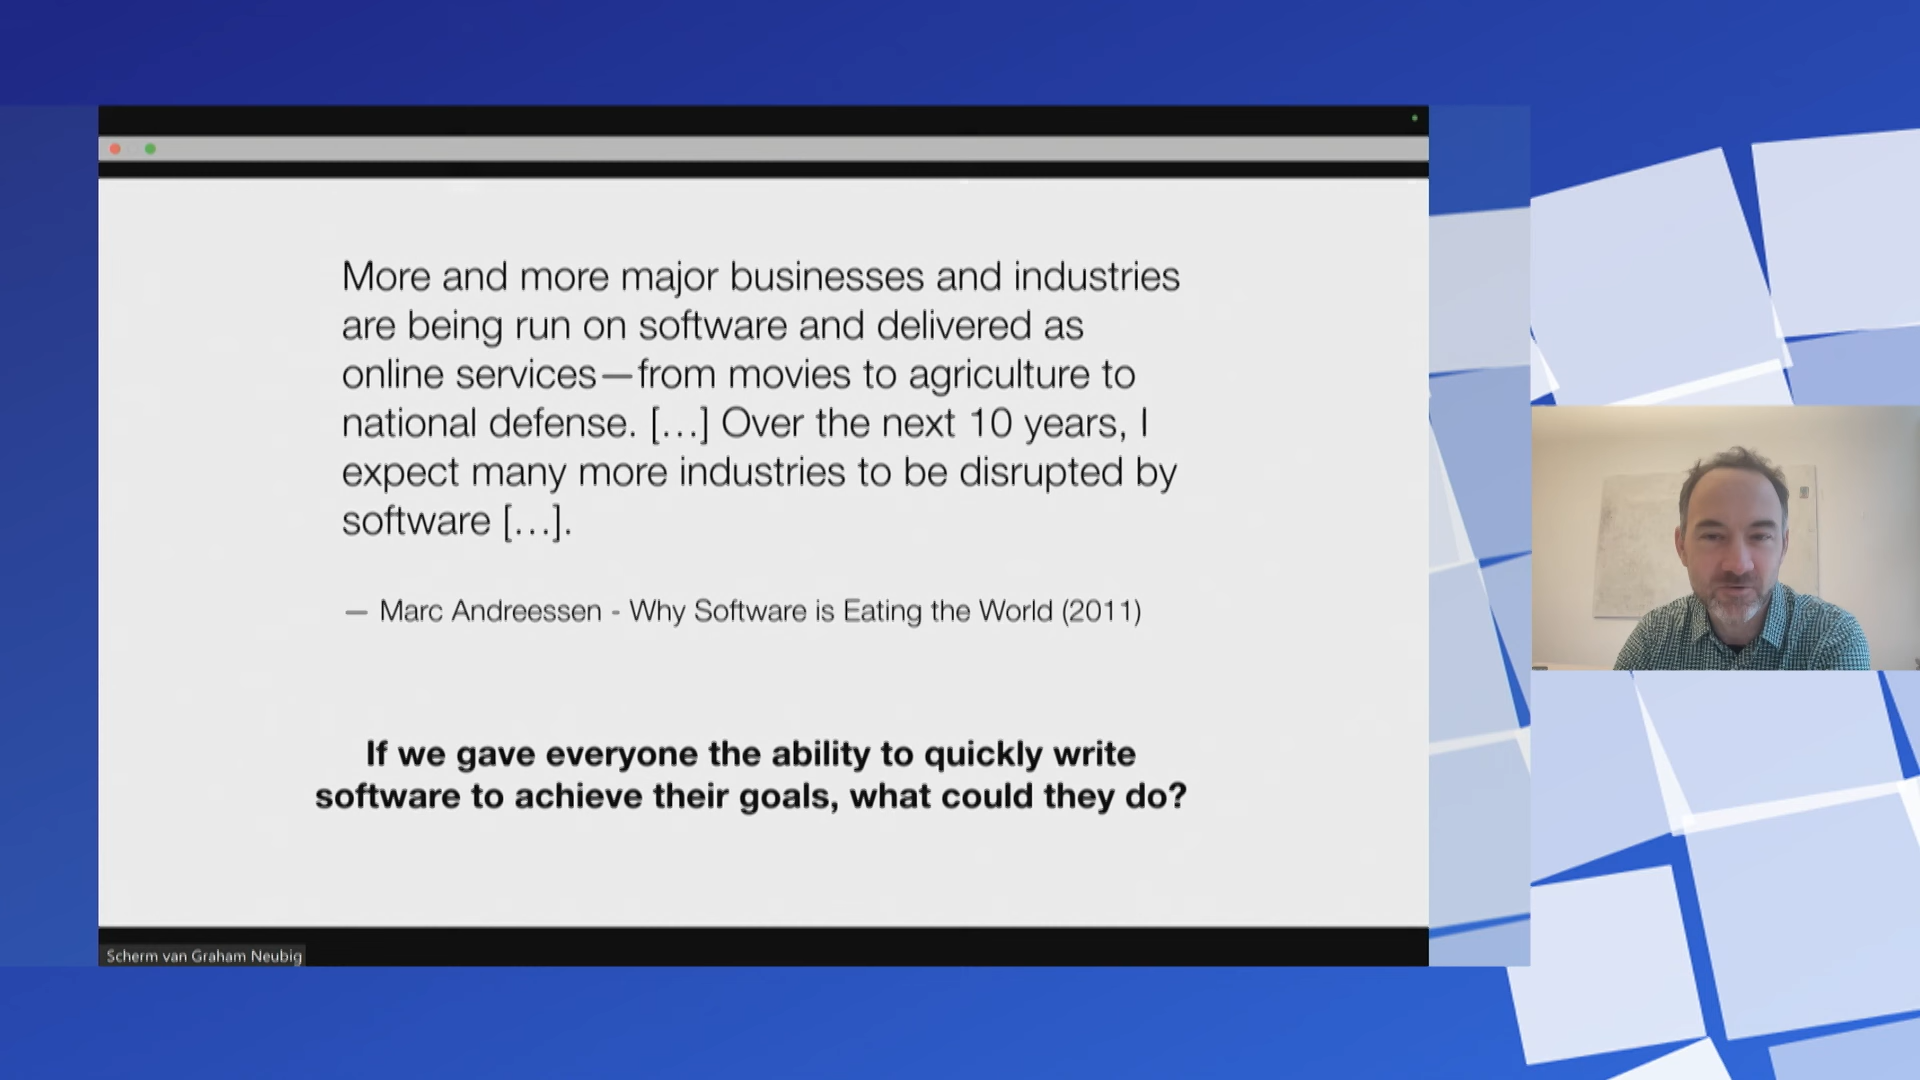 More and more major businesses and industries
are being run on software and delivered as
online services—from movies to agriculture to
national defense. […] Over the next 10 years, I
expect many more industries to be disrupted by
software […].
— Marc Andreessen - Why Software is Eating the World (2011)
If we gave everyone the ability to quickly write
software to achieve their goals, what could they do?
Scherm van Graham Neubig